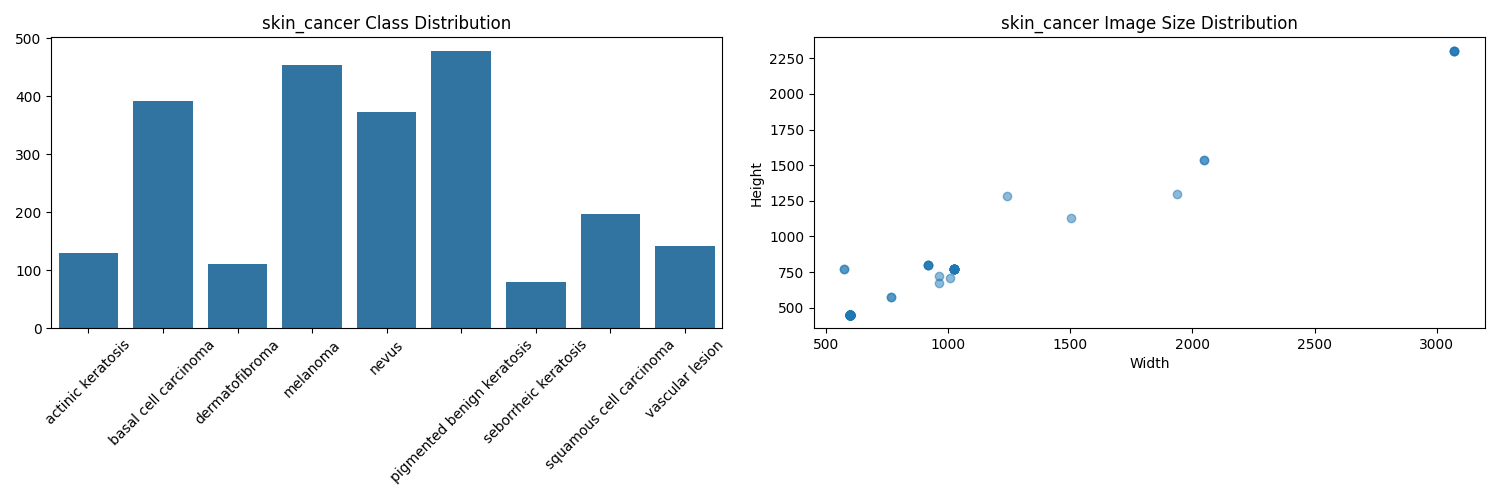 skin_cancer Class Distribution
500
400
300
200
100
0
actinic keratosis
basal cell carcinoma
dermatofibroma
melanoma
nevus
pigmented benign keratosis
seborrheic keratosis
squamous cell carcinoma
vascular lesion
skin_cancer Image Size Distribution
Height
2250
2000
1750
1500
1250
1000
750
500
500 1000 1500 2000 2500 3000
Width